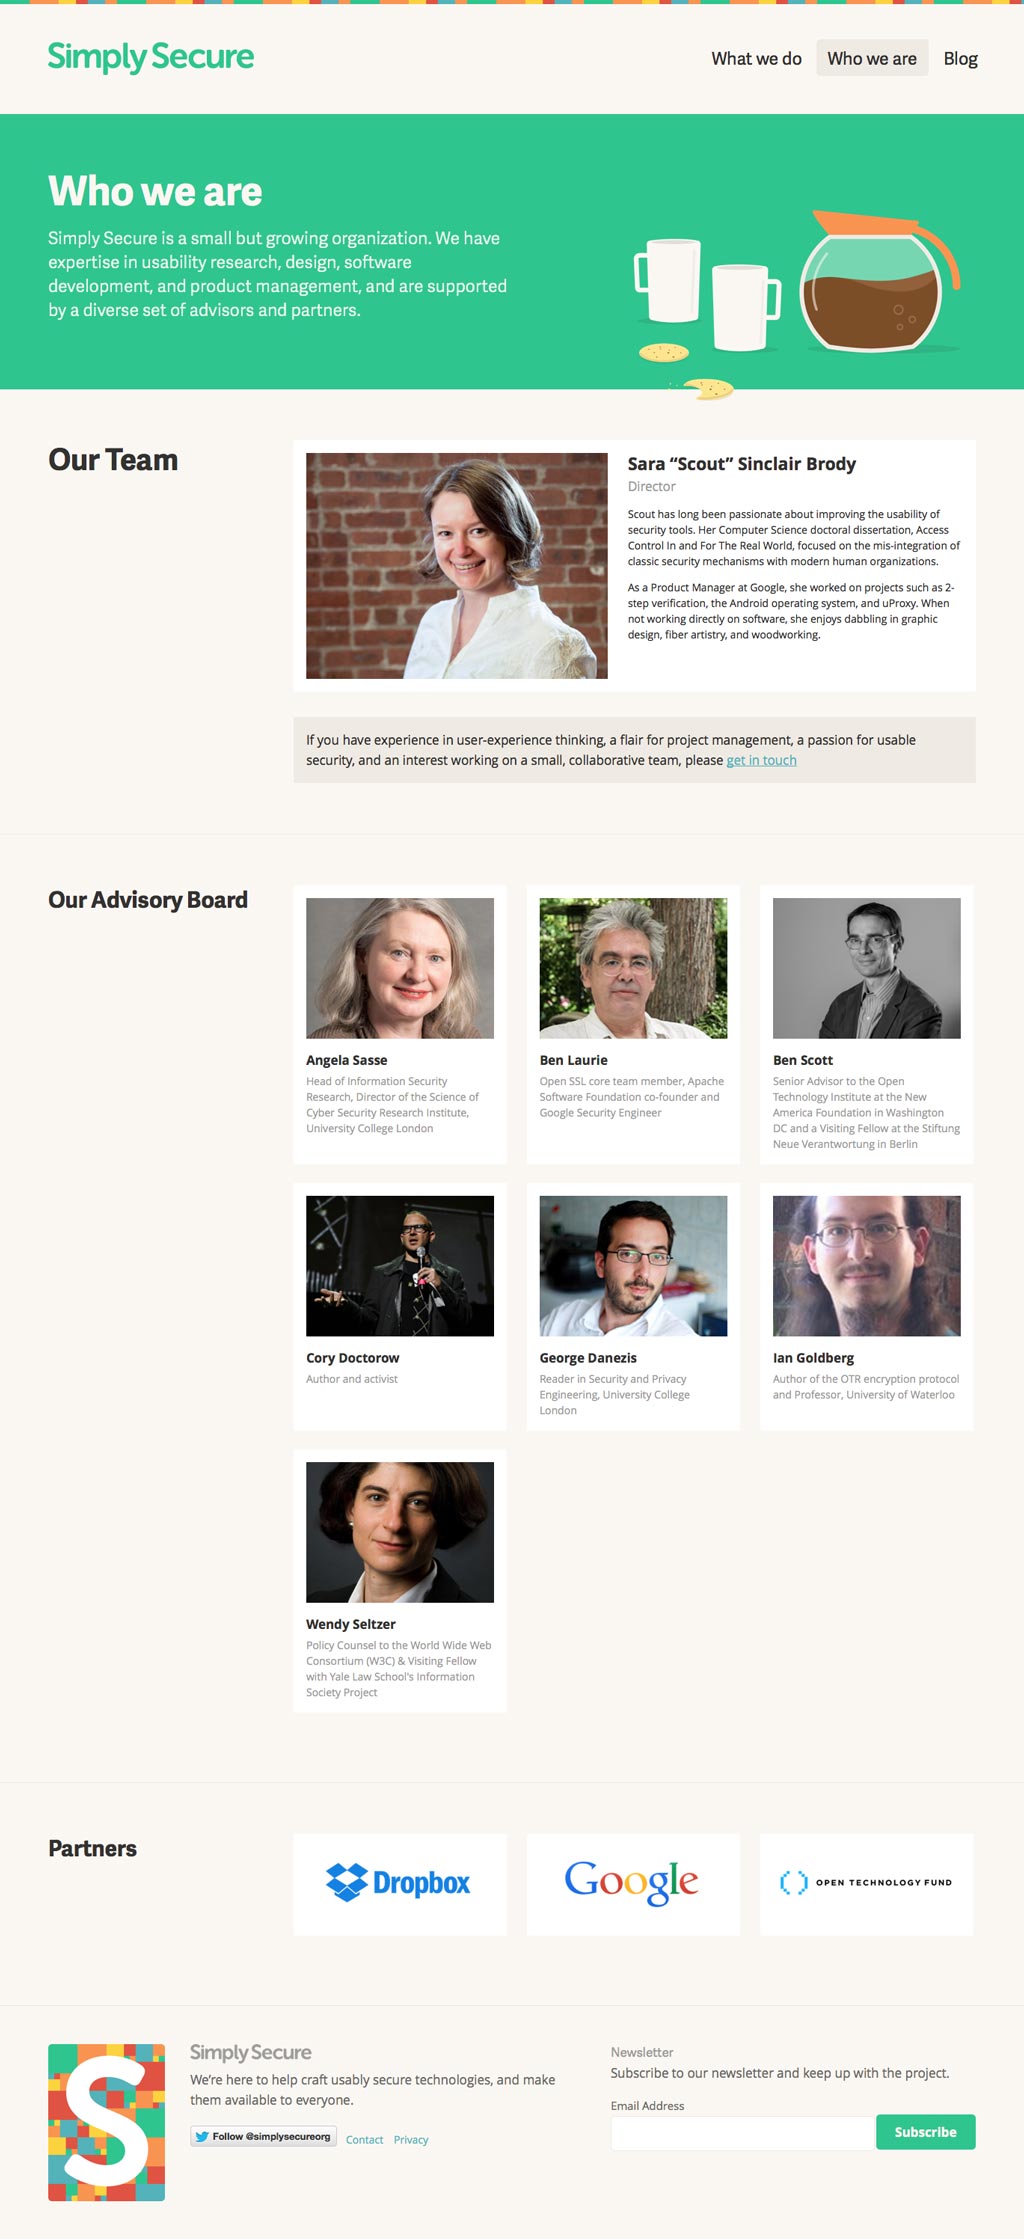 Simply Secure
What we do
Who we are
Blog
Who we are
Simply Secure is a small but growing organization. We have
expertise in usability research, design, software
development, and product management, and are supported
by a diverse set of advisors and partners.
Our Team
Sara “Scout” Sinclair Brody
Director
Scout has long been passionate about improving the usability of
security tools. Her Computer Science doctoral dissertation, Access
Control In and For The Real World, focused on the mis-integration of
classic security mechanisms with modern human organizations.
As a Product Manager at Google, she worked on projects such as 2-
step verification, the Android operating system, and uProxy. When
not working directly on software, she enjoys dabbling in graphic
design, fiber artistry, and woodworking.
If you have experience in user-experience thinking, a flair for project management, a passion for usable
security, and an interest working on a small, collaborative team, please get in touch
Our Advisory Board
Angela Sasse
Head of Information Security
Research, Director of the Science of
Cyber Security Research Institute,
University College London
Ben Laurie
Open SSL core team member, Apache
Software Foundation co-founder and
Google Security Engineer
Ben Scott
Senior Advisor to the Open
Technology Institute at the New
America Foundation in Washington
DC and a Visiting Fellow at the Stiftung
Neue Verantwortung in Berlin
Cory Doctorow
Author and activist
George Danezis
Reader in Security and Privacy
Engineering, University College
London
Ian Goldberg
Author of the OTR encryption protocol
and Professor, University of Waterloo
Wendy Seltzer
Policy Counsel to the World Wide Web
Consortium (W3C) & Visiting Fellow
with Yale Law School's Information
Society Project
Partners
Dropbox
Google
OPEN TECHNOLOGY FUND
S
Simply Secure
We’re here to help craft usably secure technologies, and make
them available to everyone.
Follow @simplysecureorg
Contact
Privacy
Newsletter
Subscribe to our newsletter and keep up with the project.
Email Address
Subscribe